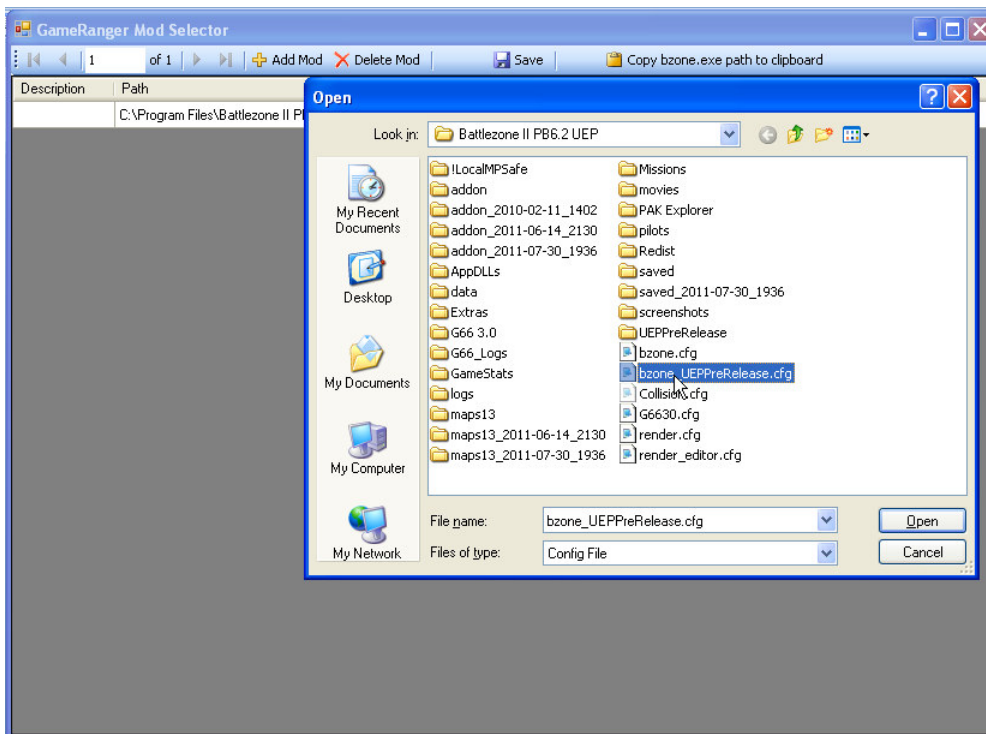 GameRanger Mod Selector
1 of 1 Add Mod Delete Mod Save Copy bzone.exe path to clipboard
Description Path
C:\Program Files\Battlezone II P
Open
Look in: Battlezone II PB6.2 UEP
My Recent Documents
Desktop
My Documents
My Computer
My Network
!LocalMPSafe
addon
addon_2010-02-11_1402
addon_2011-06-14_2130
addon_2011-07-30_1936
AppDLLs
data
Extras
G66 3.0
G66_Logs
GameStats
logs
maps13
maps13_2011-06-14_2130
maps13_2011-07-30_1936
Missions
movies
PAK Explorer
pilots
Redist
saved
saved_2011-07-30_1936
screenshots
UEPPreRelease
bzone.cfg
bzone_UEPPreRelease.cfg
Collision.cfg
G6630.cfg
render.cfg
render_editor.cfg
File name: bzone_UEPPreRelease.cfg Open
Files of type: Config File Cancel